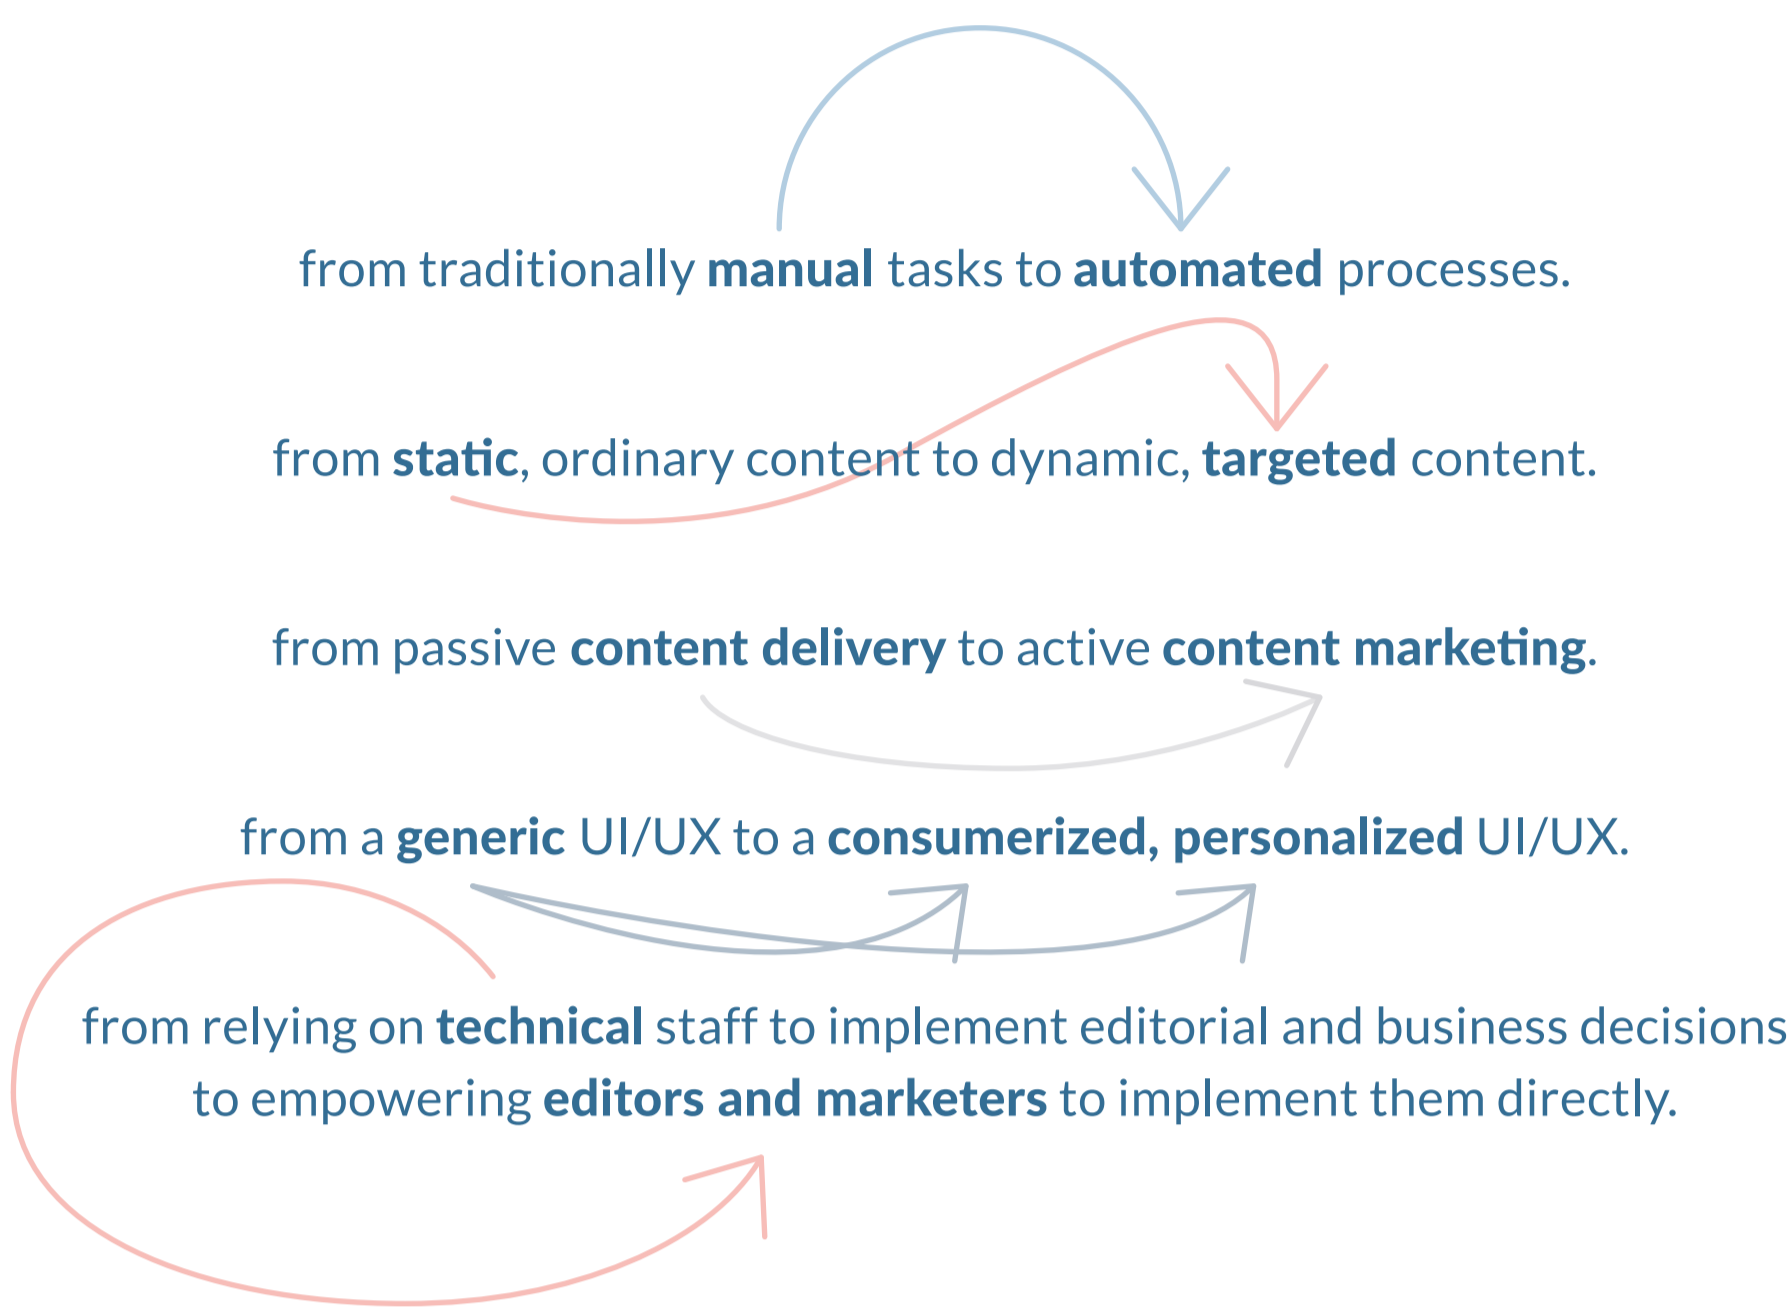 from traditionally manual tasks to automated processes.
from static, ordinary content to dynamic, targeted content.
from passive content delivery to active content marketing.
from a generic UI/UX to a consumerized, personalized UI/UX.
from relying on technical staff to implement editorial and business decisions
to empowering editors and marketers to implement them directly.